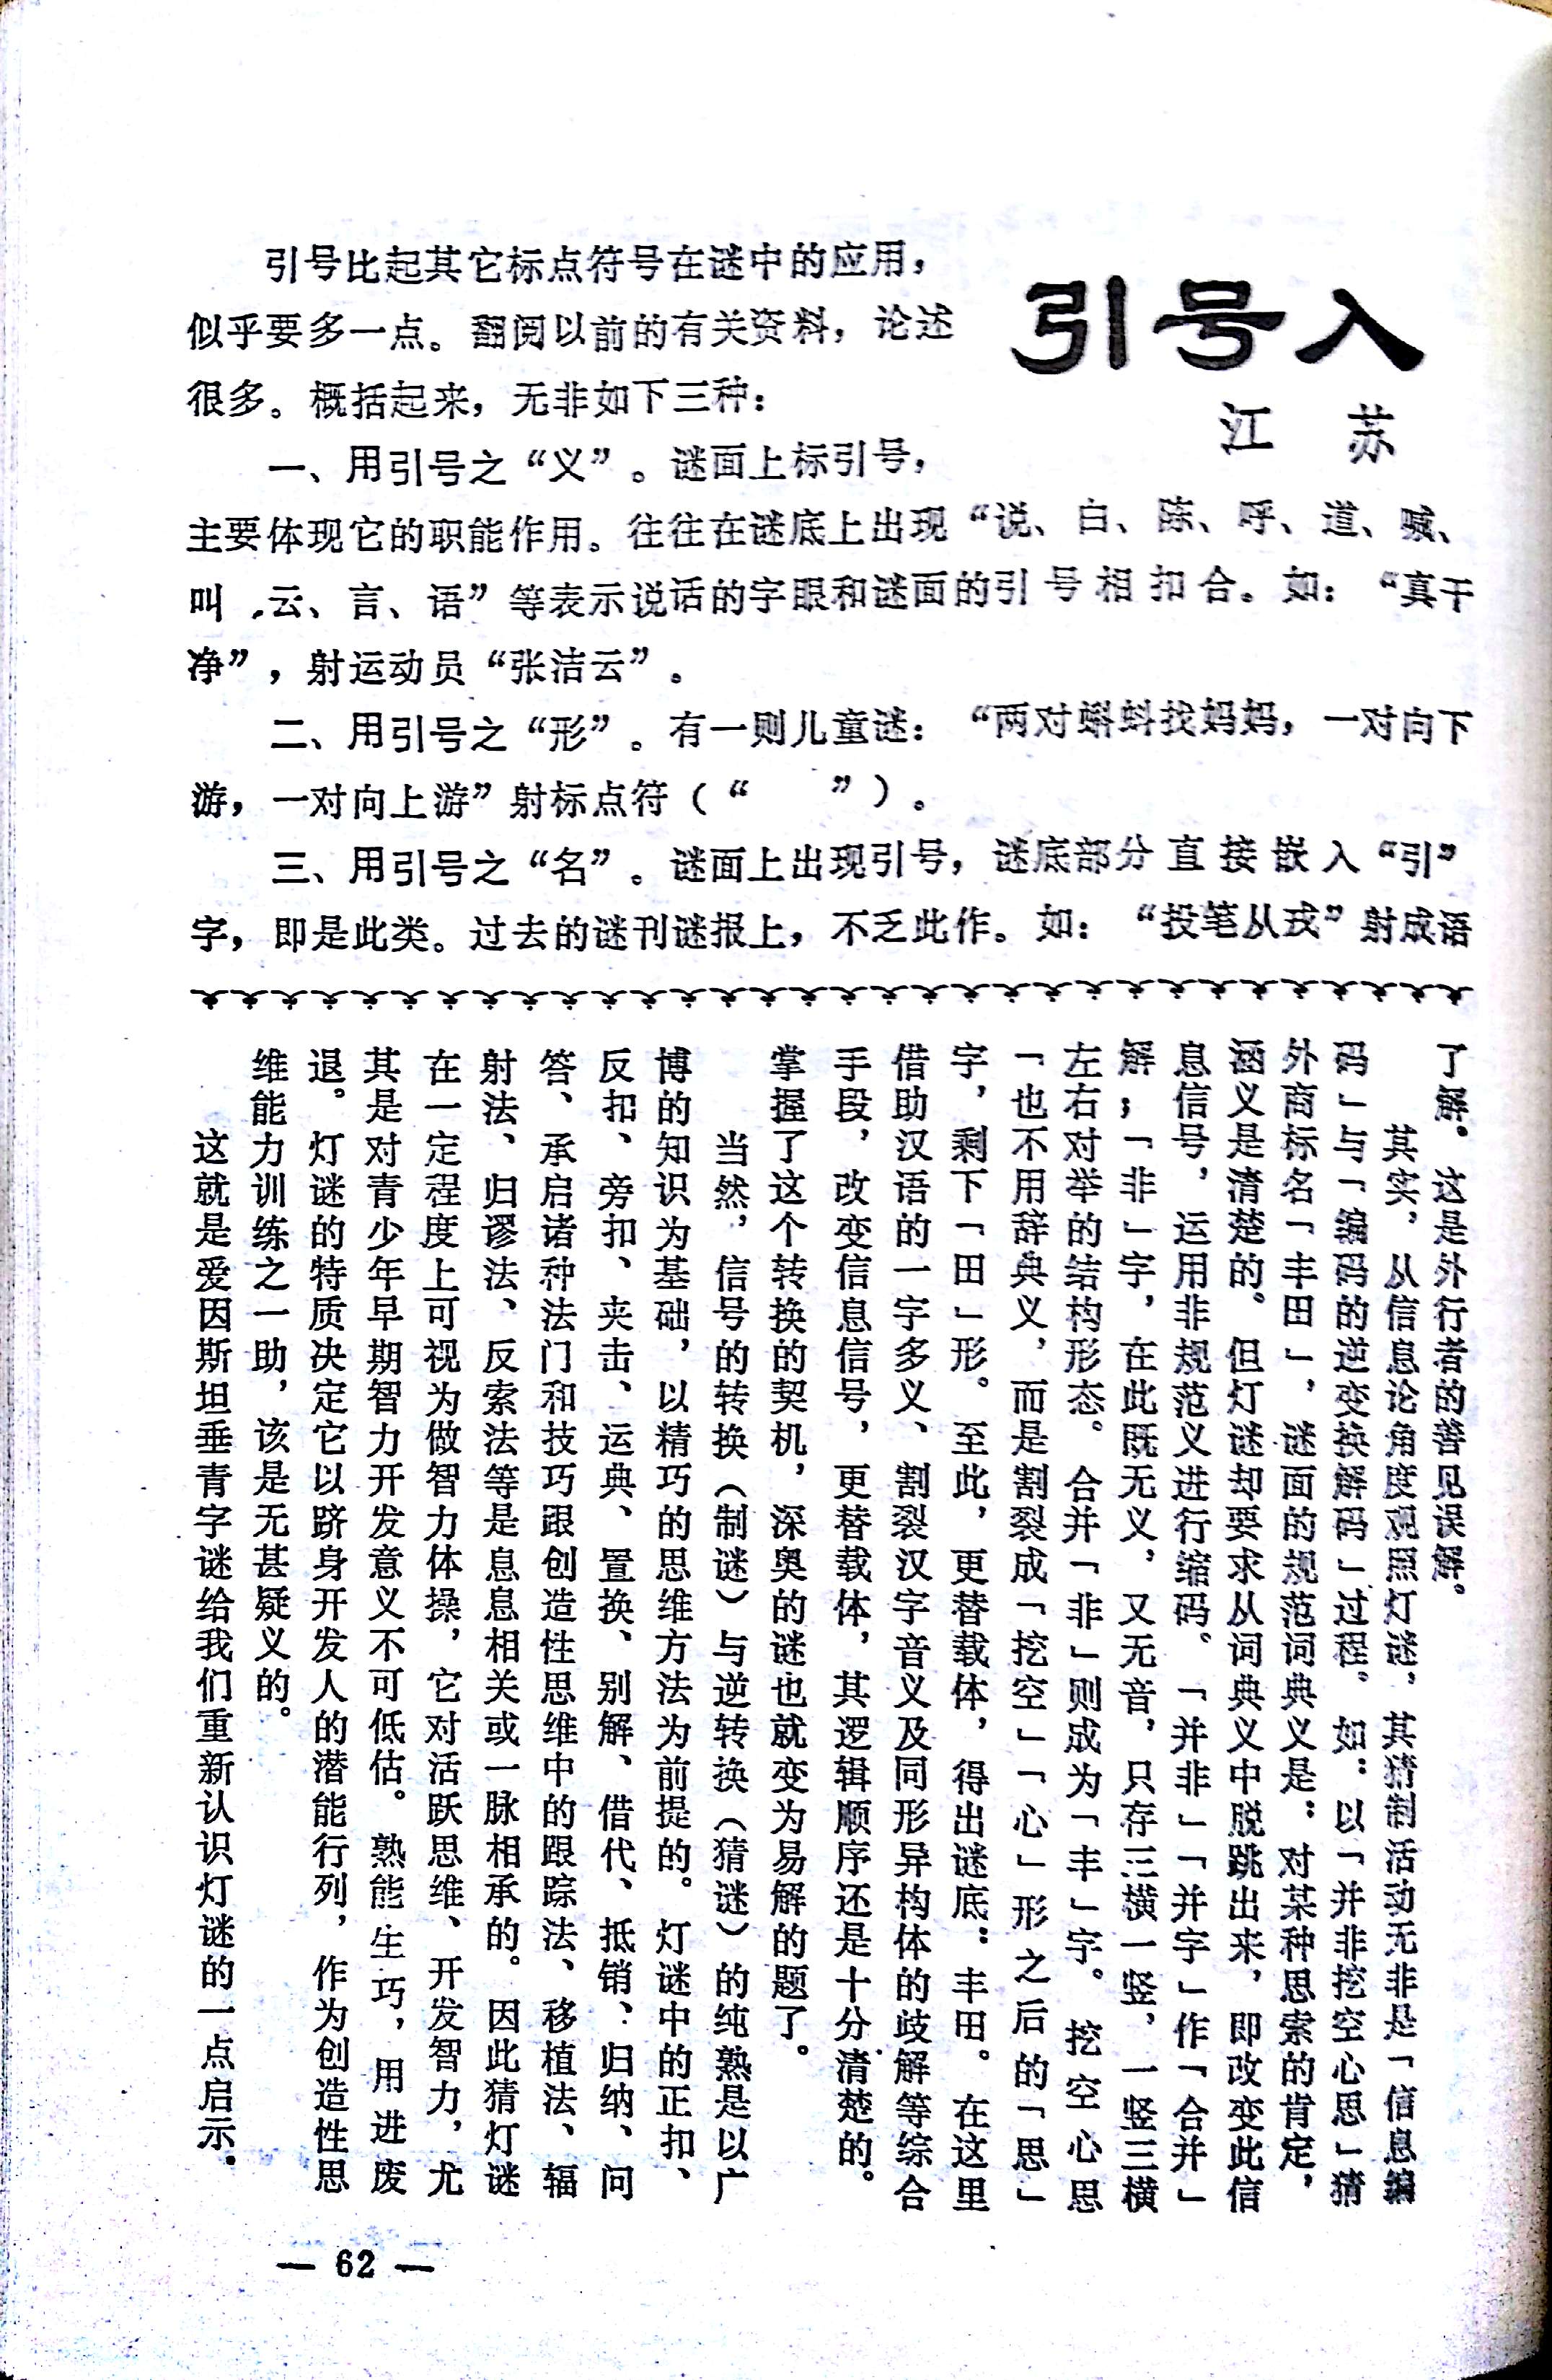 引号入
江 苏
引号比起其它标点符号在谜中的应用，
似乎要多一点。翻阅以前的有关资料，论述
很多。概括起来，无非如下三种：
一、用引号之“义”。谜面上标引号，
主要体现它的职能作用。往往在谜底上出现“说、白、陈、呼、道、喊、
叫、云、言、语”等表示说话的字眼和谜面的引号相扣合。如：“真干
净”，射运动员“张洁云”。
二、用引号之“形”。有一则儿童谜：“两对蝌蚪找妈妈，一对向下
游，一对向上游”射标点符（“ ”）。
三、用引号之“名”。谜面上出现引号，谜底部分直接嵌入“引”
字，即是此类。过去的谜刊谜报上，不乏此作。如：“投笔从戎”射成语
了解。这是外行者的善见误解。
其实，从信息论角度观照灯谜，其猜制活动无非是「信息编
码」与「编码的逆变换解码」过程。如：以「并非挖空心思」猜
外商标名「丰田」，谜面的规范词典义是：对某种思索的肯定，
涵义是清楚的。但灯谜却要求从词典义中脱跳出来，即改变此信
息信号，运用非规范义进行缩码。「并非」「并字」作「合并」
解；「非」字，在此既无义，又无音，只存三横一竖，一竖三横
左右对举的结构形态。合并「非」则成为「丰」字。挖空心思
「也不用辞典义，而是割裂成「挖空」「心」形之后的「思」
字，剩下「田」形。至此，更替载体，得出谜底：丰田。在这里
借助汉语的一字多义、割裂汉字音义及同形异构体的歧解等综合
手段，改变信息信号，更替载体，其逻辑顺序还是十分清楚的。
掌握了这个转换的契机，深奥的谜也就变为易解的题了。
当然，信号的转换（制谜）与逆转换（猜谜）的纯熟是以广
博的知识为基础，以精巧的思维方法为前提的。灯谜中的正扣、
反扣、旁扣、夹击、运典、置换、别解、借代、抵销、归纳、问
答、承启诸种法门和技巧跟创造性思维中的跟踪法、移植法、辐
射法、归谬法、反索法等是息息相关或一脉相承的。因此猜灯谜
在一定程度上可视为做智力体操，它对活跃思维、开发智力，尤
其是对青少年早期智力开发意义不可低估。熟能生巧，用进废
退。灯谜的特质决定它以跻身开发人的潜能行列，作为创造性思
维能力训练之一助，该是无甚疑义的。
这就是爱因斯坦垂青字谜给我们重新认识灯谜的一点启示。
— 62 —